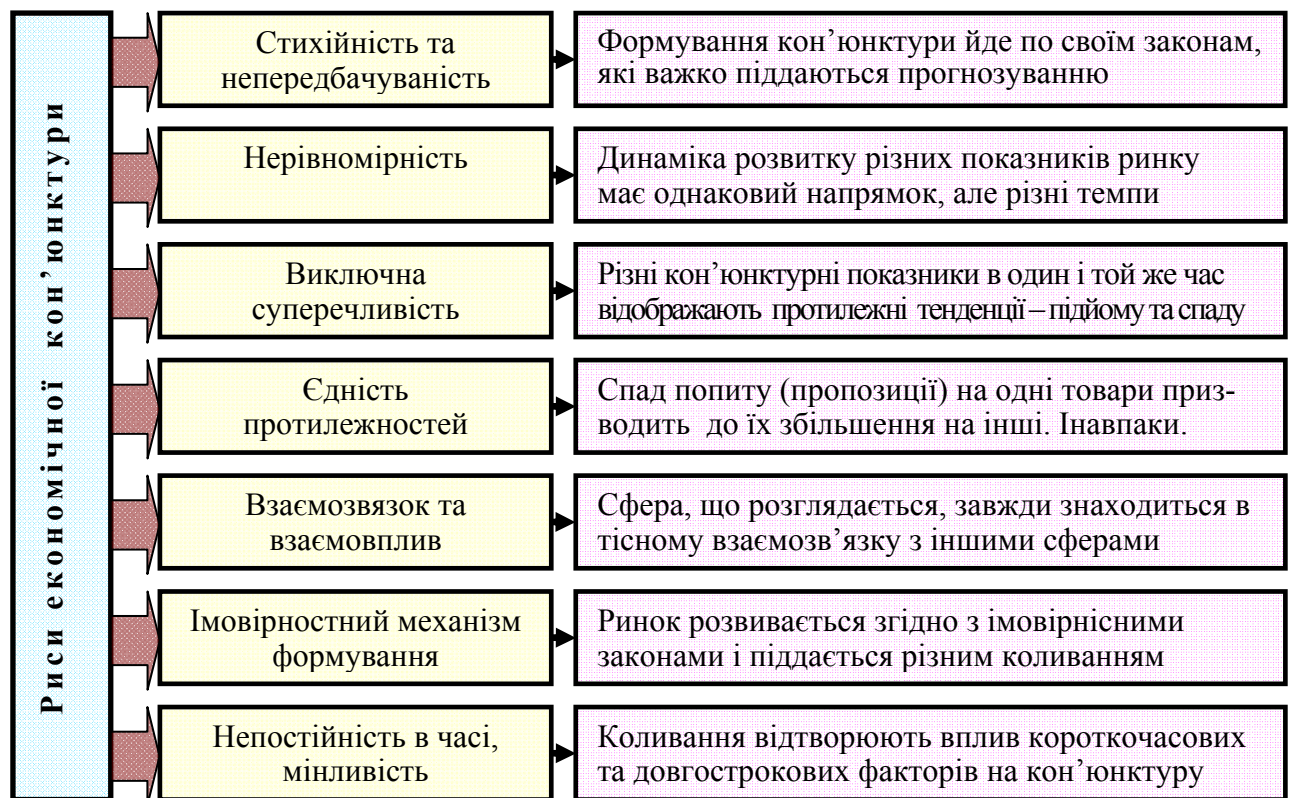 Риси економічної кон’юнктури
Стихійність та
непередбачуваність
Формування кон’юнктури йде по своїм законам,
які важко піддаються прогнозуванню
Нерівномірність
Динаміка розвитку різних показників ринку
має однаковий напрямок, але різні темпи
Виключна
суперечливість
Різні кон’юнктурні показники в один і той же час
відображають протилежні тенденції – підйому та спаду
Єдність
протилежностей
Спад попиту (пропозиції) на одні товари приз-
водить до їх збільшення на інші. Інавпаки.
Взаємозвязок та
взаємовплив
Сфера, що розглядається, завжди знаходиться в
тісному взаємозв’язку з іншими сферами
Імовірностний механізм
формування
Ринок розвивається згідно з імовірнісними
законами і піддається різним коливанням
Непостійність в часі,
мінливість
Коливання відтворюють вплив короткочасових
та довгострокових факторів на кон’юнктуру